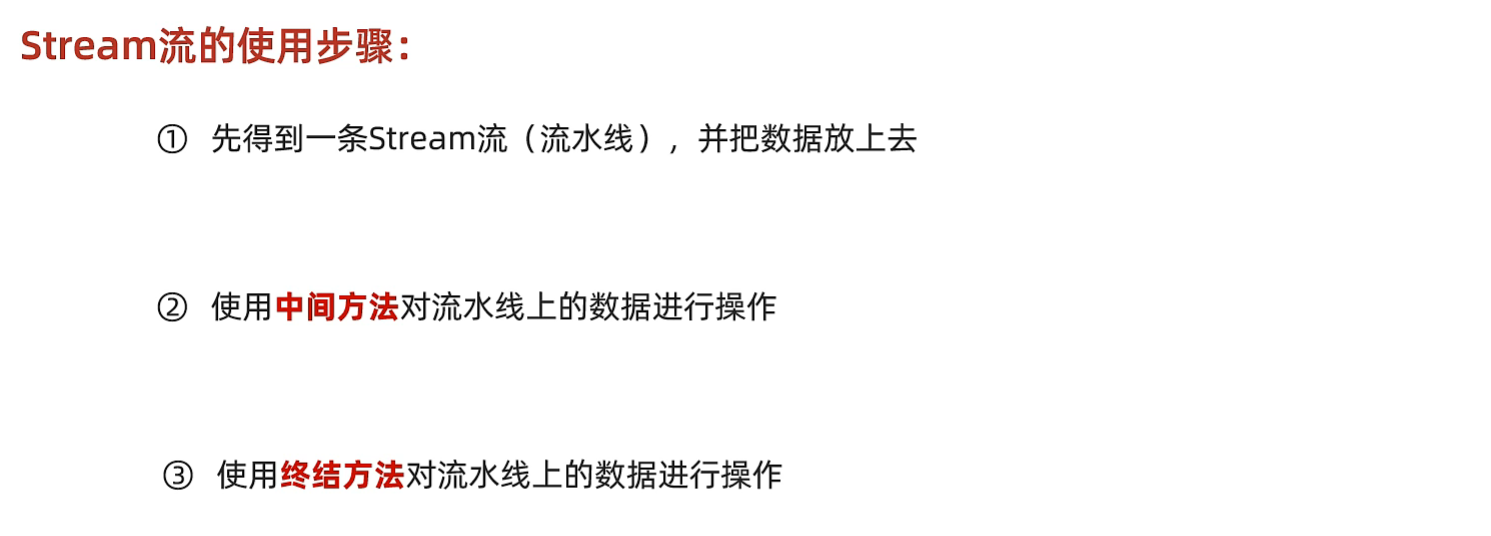 Stream流的使用步骤：
① 先得到一条Stream流（流水线），并把数据放上去
② 使用中间方法对流水线上的数据进行操作
③ 使用终结方法对流水线上的数据进行操作